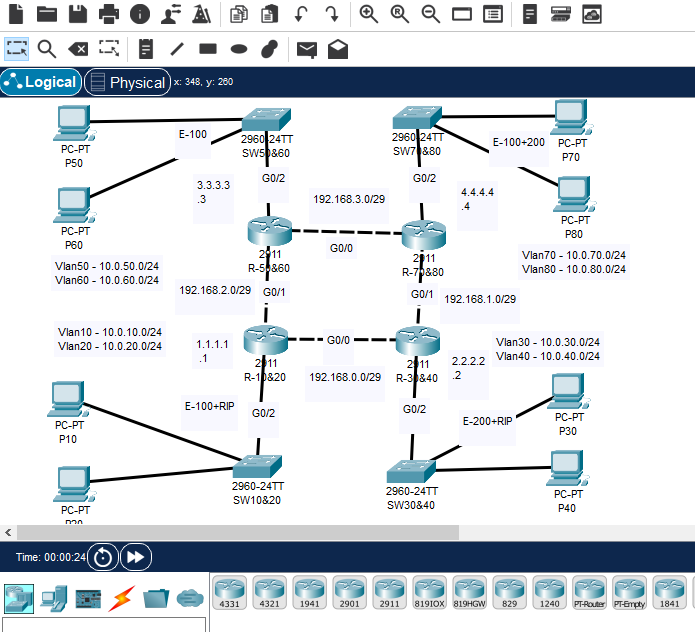 Logical
Physical
x: 348, y: 260
PC-PT
P50
E-100
2960-24TT
SW50&60
2960-24TT
SW70&80
E-100+200
PC-PT
P70
G0/2
G0/2
3.3.3.3
.3
192.168.3.0/29
4.4.4.4
.4
PC-PT
P60
PC-PT
P80
2911
R-50&60
G0/0
2911
R-70&80
Vlan50 - 10.0.50.0/24
Vlan60 - 10.0.60.0/24
Vlan70 - 10.0.70.0/24
Vlan80 - 10.0.80.0/24
192.168.2.0/29
G0/1
G0/1
192.168.1.0/29
Vlan10 - 10.0.10.0/24
Vlan20 - 10.0.20.0/24
1.1.1.1
.1
G0/0
Vlan30 - 10.0.30.0/24
Vlan40 - 10.0.40.0/24
2911
R-10&20
192.168.0.0/29
2911
R-30&40
2.2.2.2
.2
E-100+RIP
G0/2
G0/2
E-200+RIP
PC-PT
P10
PC-PT
P30
2960-24TT
SW10&20
2960-24TT
SW30&40
PC-PT
P20
PC-PT
P40
Time: 00:00:24
4331
4321
1941
2901
2911
819IOX
819HGW
829
1240
PT-Router
PT-Empty
1841